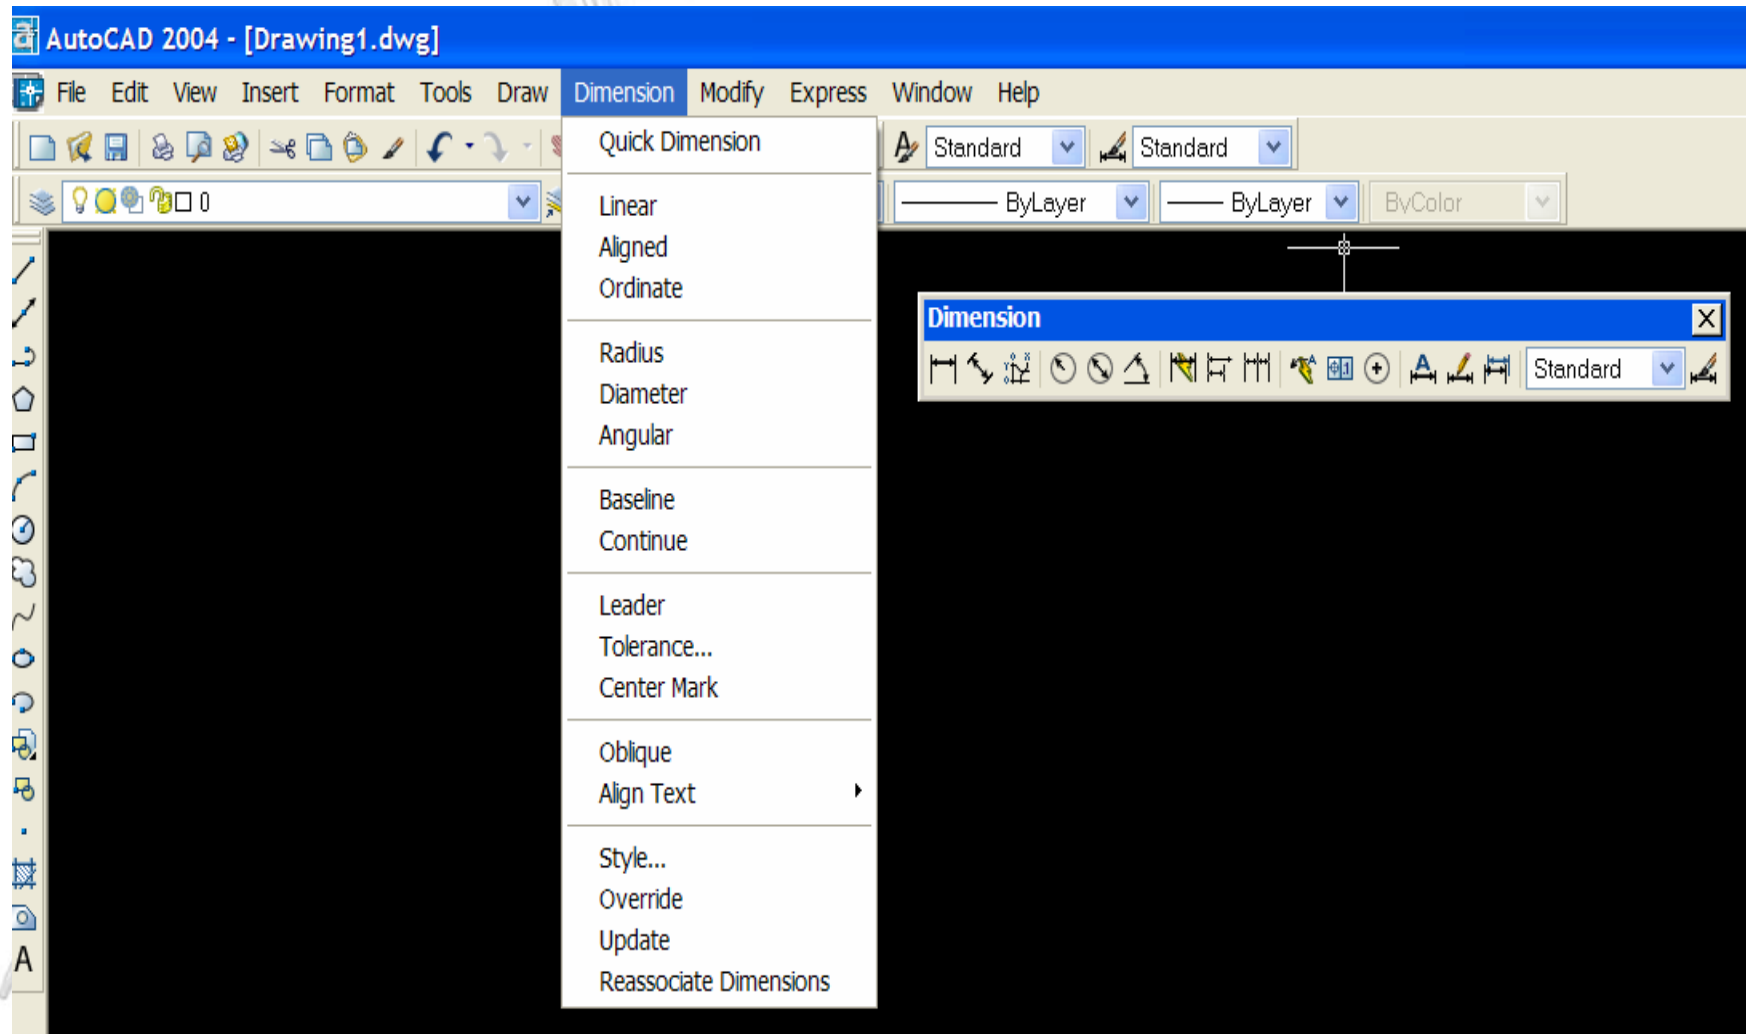 AutoCAD 2004 - [Drawing1.dwg]
File Edit View Insert Format Tools Draw Dimension Modify Express Window Help
Standard Standard
0 ByLayer ByLayer ByColor
Quick Dimension
Linear
Aligned
Ordinate
Radius
Diameter
Angular
Baseline
Continue
Leader
Tolerance...
Center Mark
Oblique
Align Text
Style...
Override
Update
Reassociate Dimensions
Dimension
Standard
A